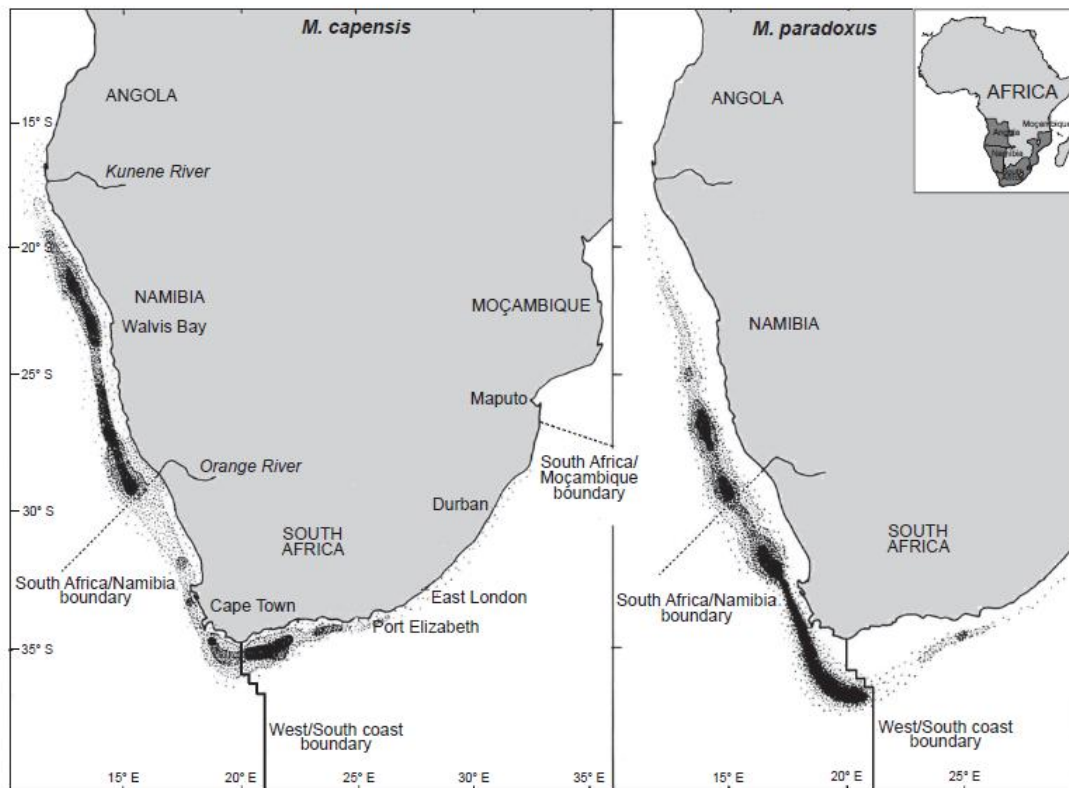 M. capensis
ANGOLA
15° S
Kunene River
20° S
NAMIBIA
Walvis Bay
MOÇAMBIQUE
25° S
Maputo
South Africa/
Moçambique
boundary
Orange River
Durban
30° S
SOUTH
AFRICA
South Africa/Namibia
boundary
Cape Town
East London
Port Elizabeth
35° S
West/South coast
boundary
15° E
20° E
25° E
30° E
35 E
M. paradoxus
ANGOLA
NAMIBIA
SOUTH
AFRICA
South Africa/Namibia
boundary
West/South coast
boundary
15° E
20° E
25° E
AFRICA
Moçambique
Angola
Namibia